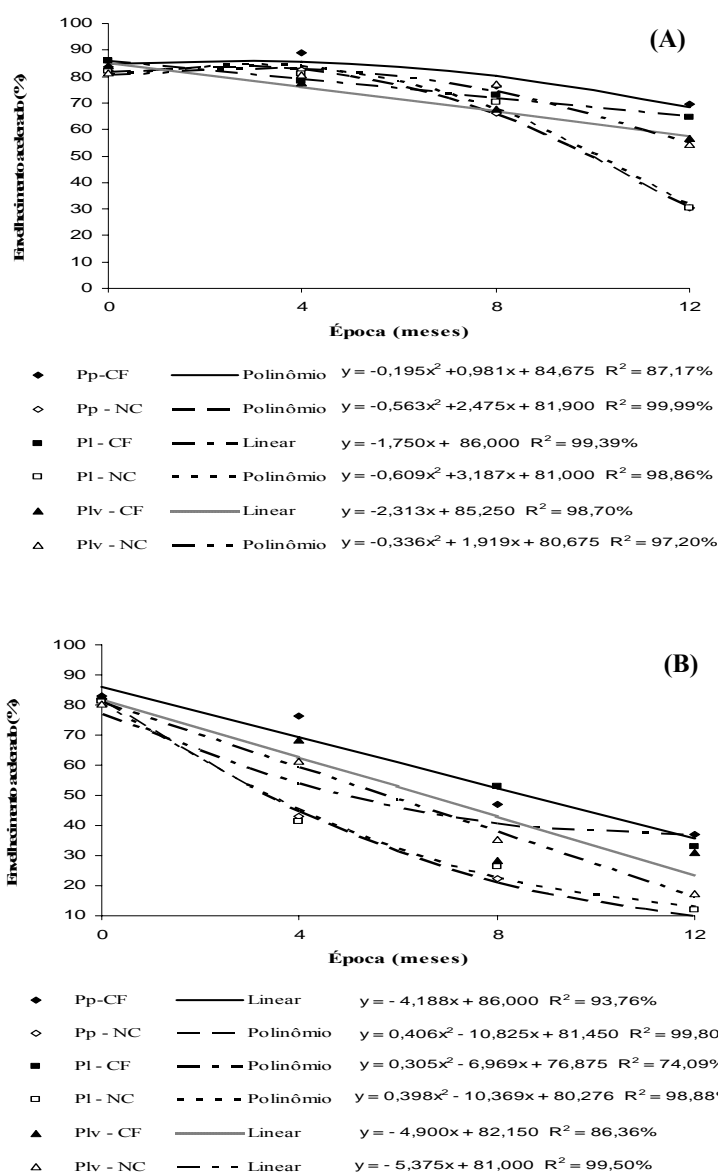 (A)
100
90
80
70
60
50
40
30
20
10
0
Envelhecimento acelerado (%)
0 4 8 12
Época (meses)
Pp-CF Polinômio y = -0,195x² +0,981x + 84,675 R² = 87,17%
Pp - NC Polinômio y = -0,563x² +2,475x + 81,900 R² = 99,99%
Pl - CF Linear y = -1,750x + 86,000 R² = 99,39%
Pl - NC Polinômio y = -0,609x² +3,187x + 81,000 R² = 98,86%
Plv - CF Linear y = -2,313x + 85,250 R² = 98,70%
Plv - NC Polinômio y = -0,336x² + 1,919x + 80,675 R² = 97,20%
(B)
100
90
80
70
60
50
40
30
20
10
Envelhecimento acelerado (%)
0 4 8 12
Época (meses)
Pp-CF Linear y = - 4,188x + 86,000 R² = 93,76%
Pp - NC Polinômio y = 0,406x² - 10,825x + 81,450 R² = 99,80
Pl - CF Polinômio y = 0,305x² - 6,969x + 76,875 R² = 74,09%
Pl - NC Polinômio y = 0,398x² - 10,369x + 80,276 R² = 98,88%
Plv - CF Linear y = - 4,900x + 82,150 R² = 86,36%
Plv - NC Linear y = - 5,375x + 81,000 R² = 99,50%